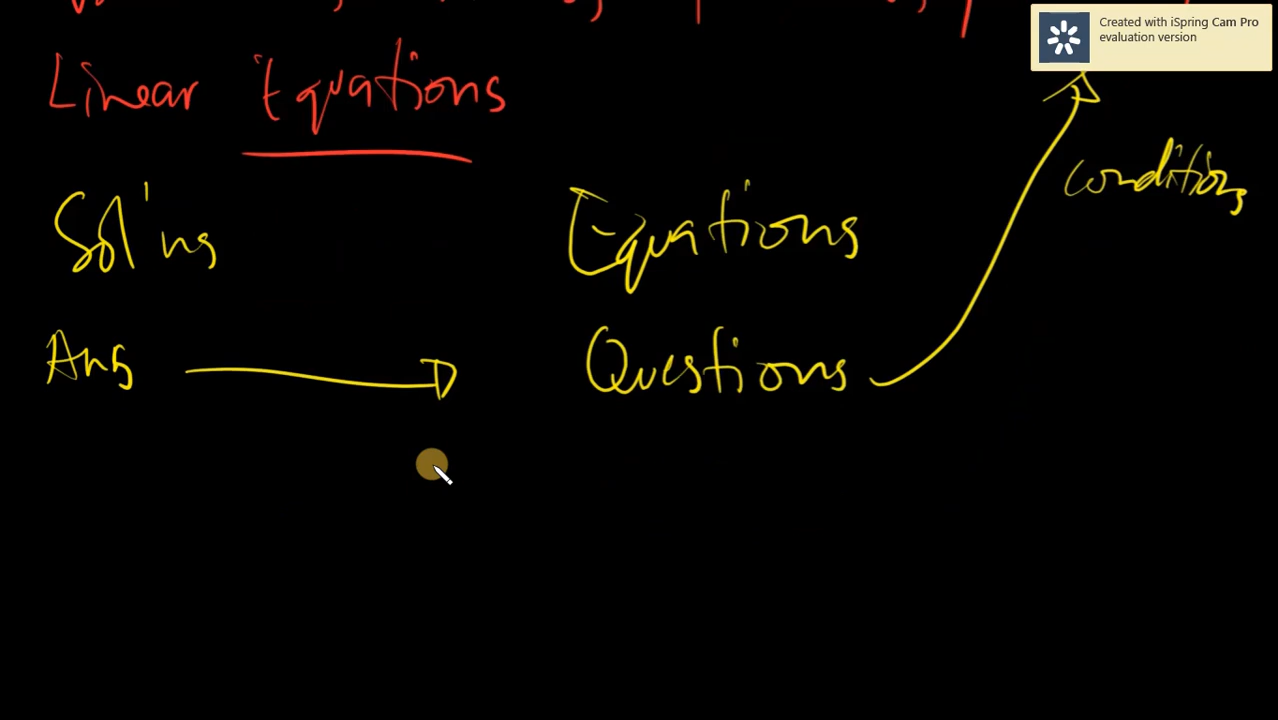 Created with iSpring Cam Pro
evaluation version
Linear Equations
conditions
Sol'ns Equations
Ans Questions